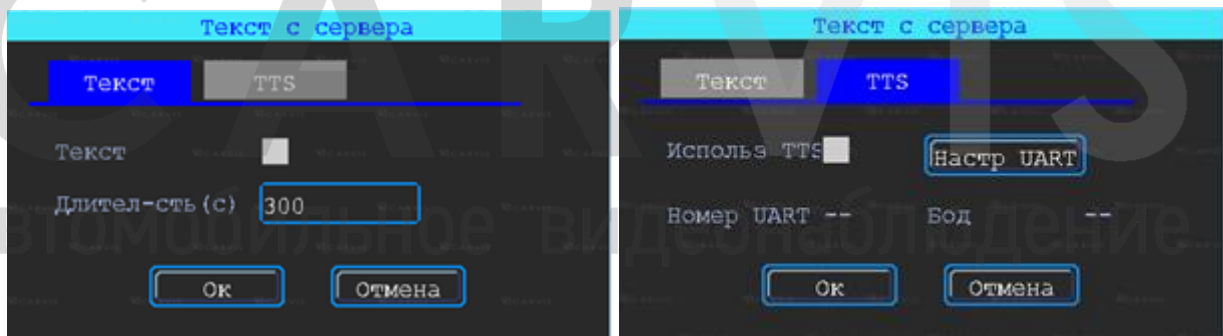 Текст с сервера
Текст TTS
Текст
Длител-сть(с) 300
Ок Отмена
Текст с сервера
Текст TTS
Использ TTS Настр UART
Номер UART -- Бод --
Ок Отмена
CARVIS
автомобильное видеонаблюдение